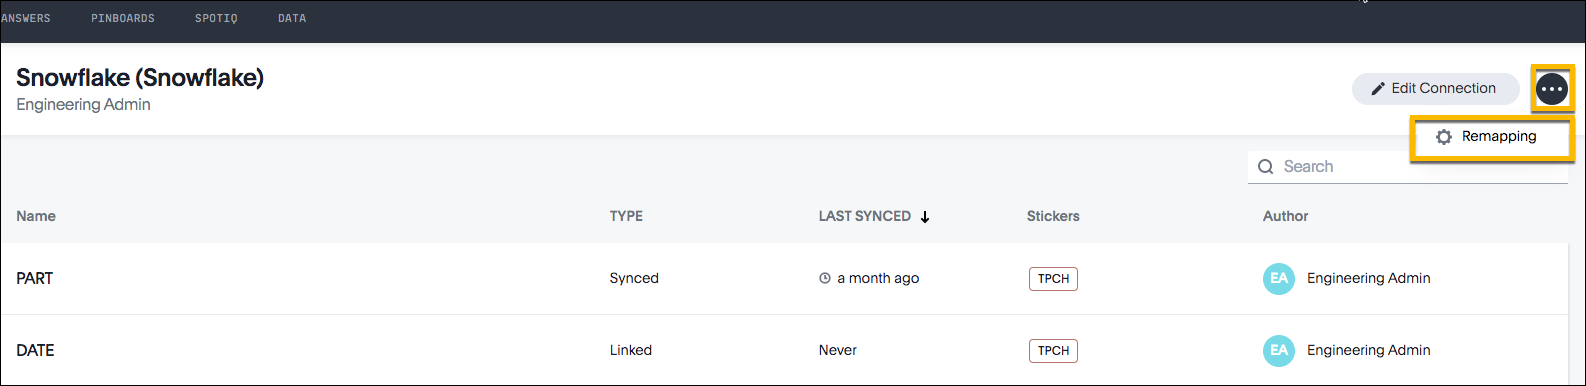 ANSWERS PINBOARDS SPOTIQ DATA
Snowflake (Snowflake)
Engineering Admin
Edit Connection
Remapping
Search
Name TYPE LAST SYNCED Stickers Author
PART Synced a month ago TPCH EA Engineering Admin
DATE Linked Never TPCH EA Engineering Admin